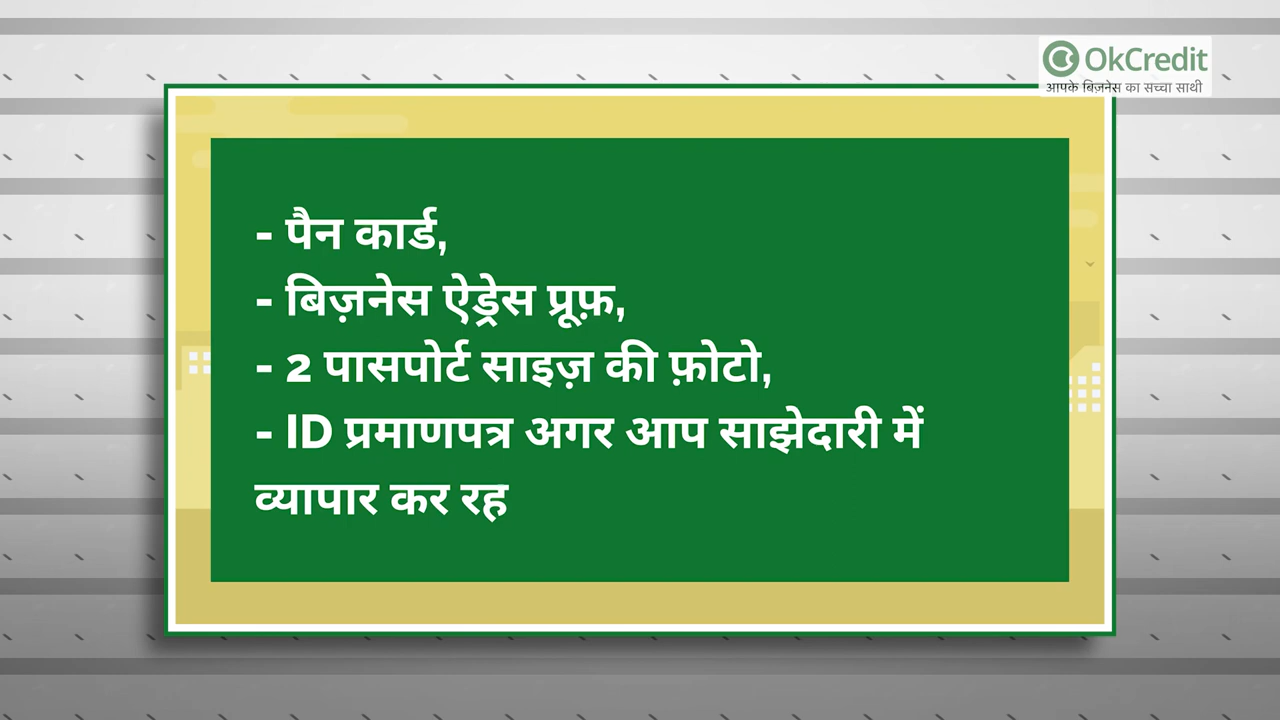 OkCredit
आपके बिज़नेस का सच्चा साथी
- पैन कार्ड,
- बिज़नेस ऐड्रेस प्रूफ़,
- 2 पासपोर्ट साइज़ की फ़ोटो,
- ID प्रमाणपत्र अगर आप साझेदारी में
व्यापार कर रह